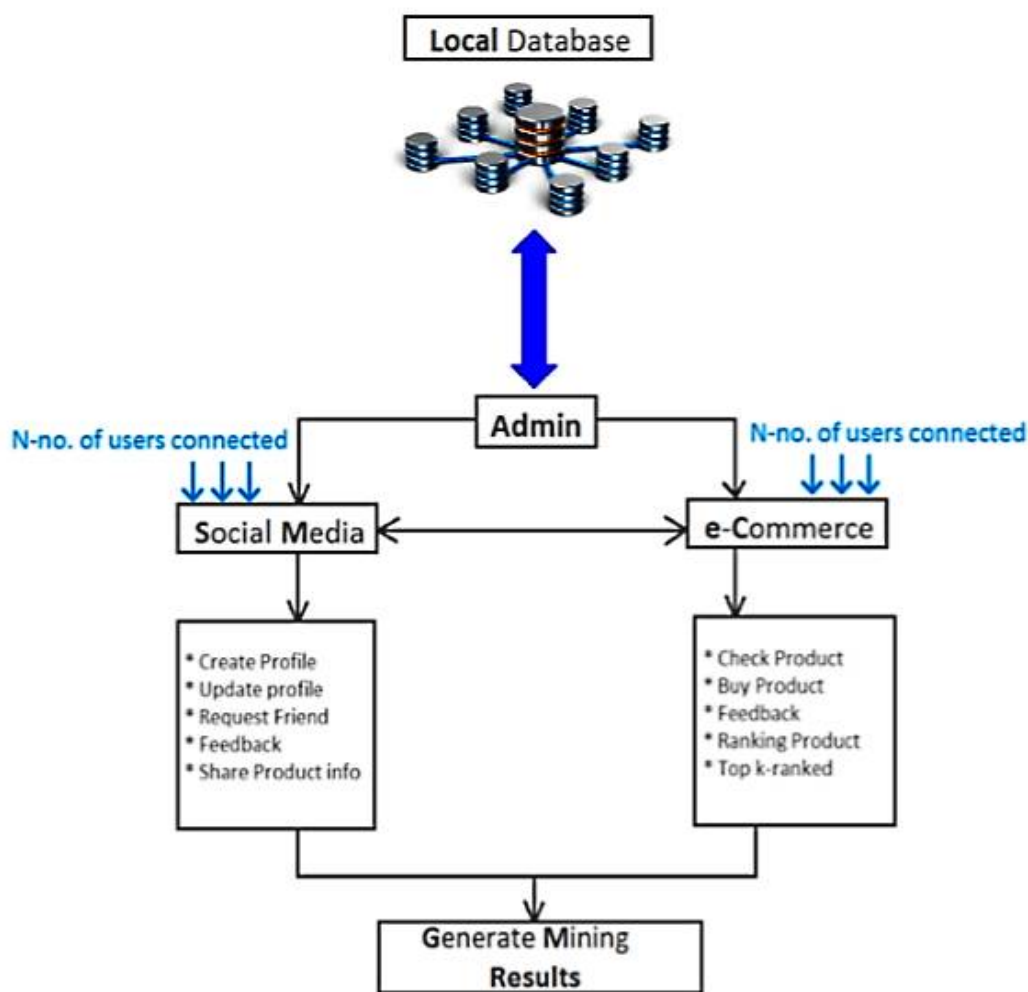 Local Database
Admin
N-no. of users connected
N-no. of users connected
Social Media
e-Commerce
* Create Profile
* Update profile
* Request Friend
* Feedback
* Share Product info
* Check Product
* Buy Product
* Feedback
* Ranking Product
* Top k-ranked
Generate Mining
Results